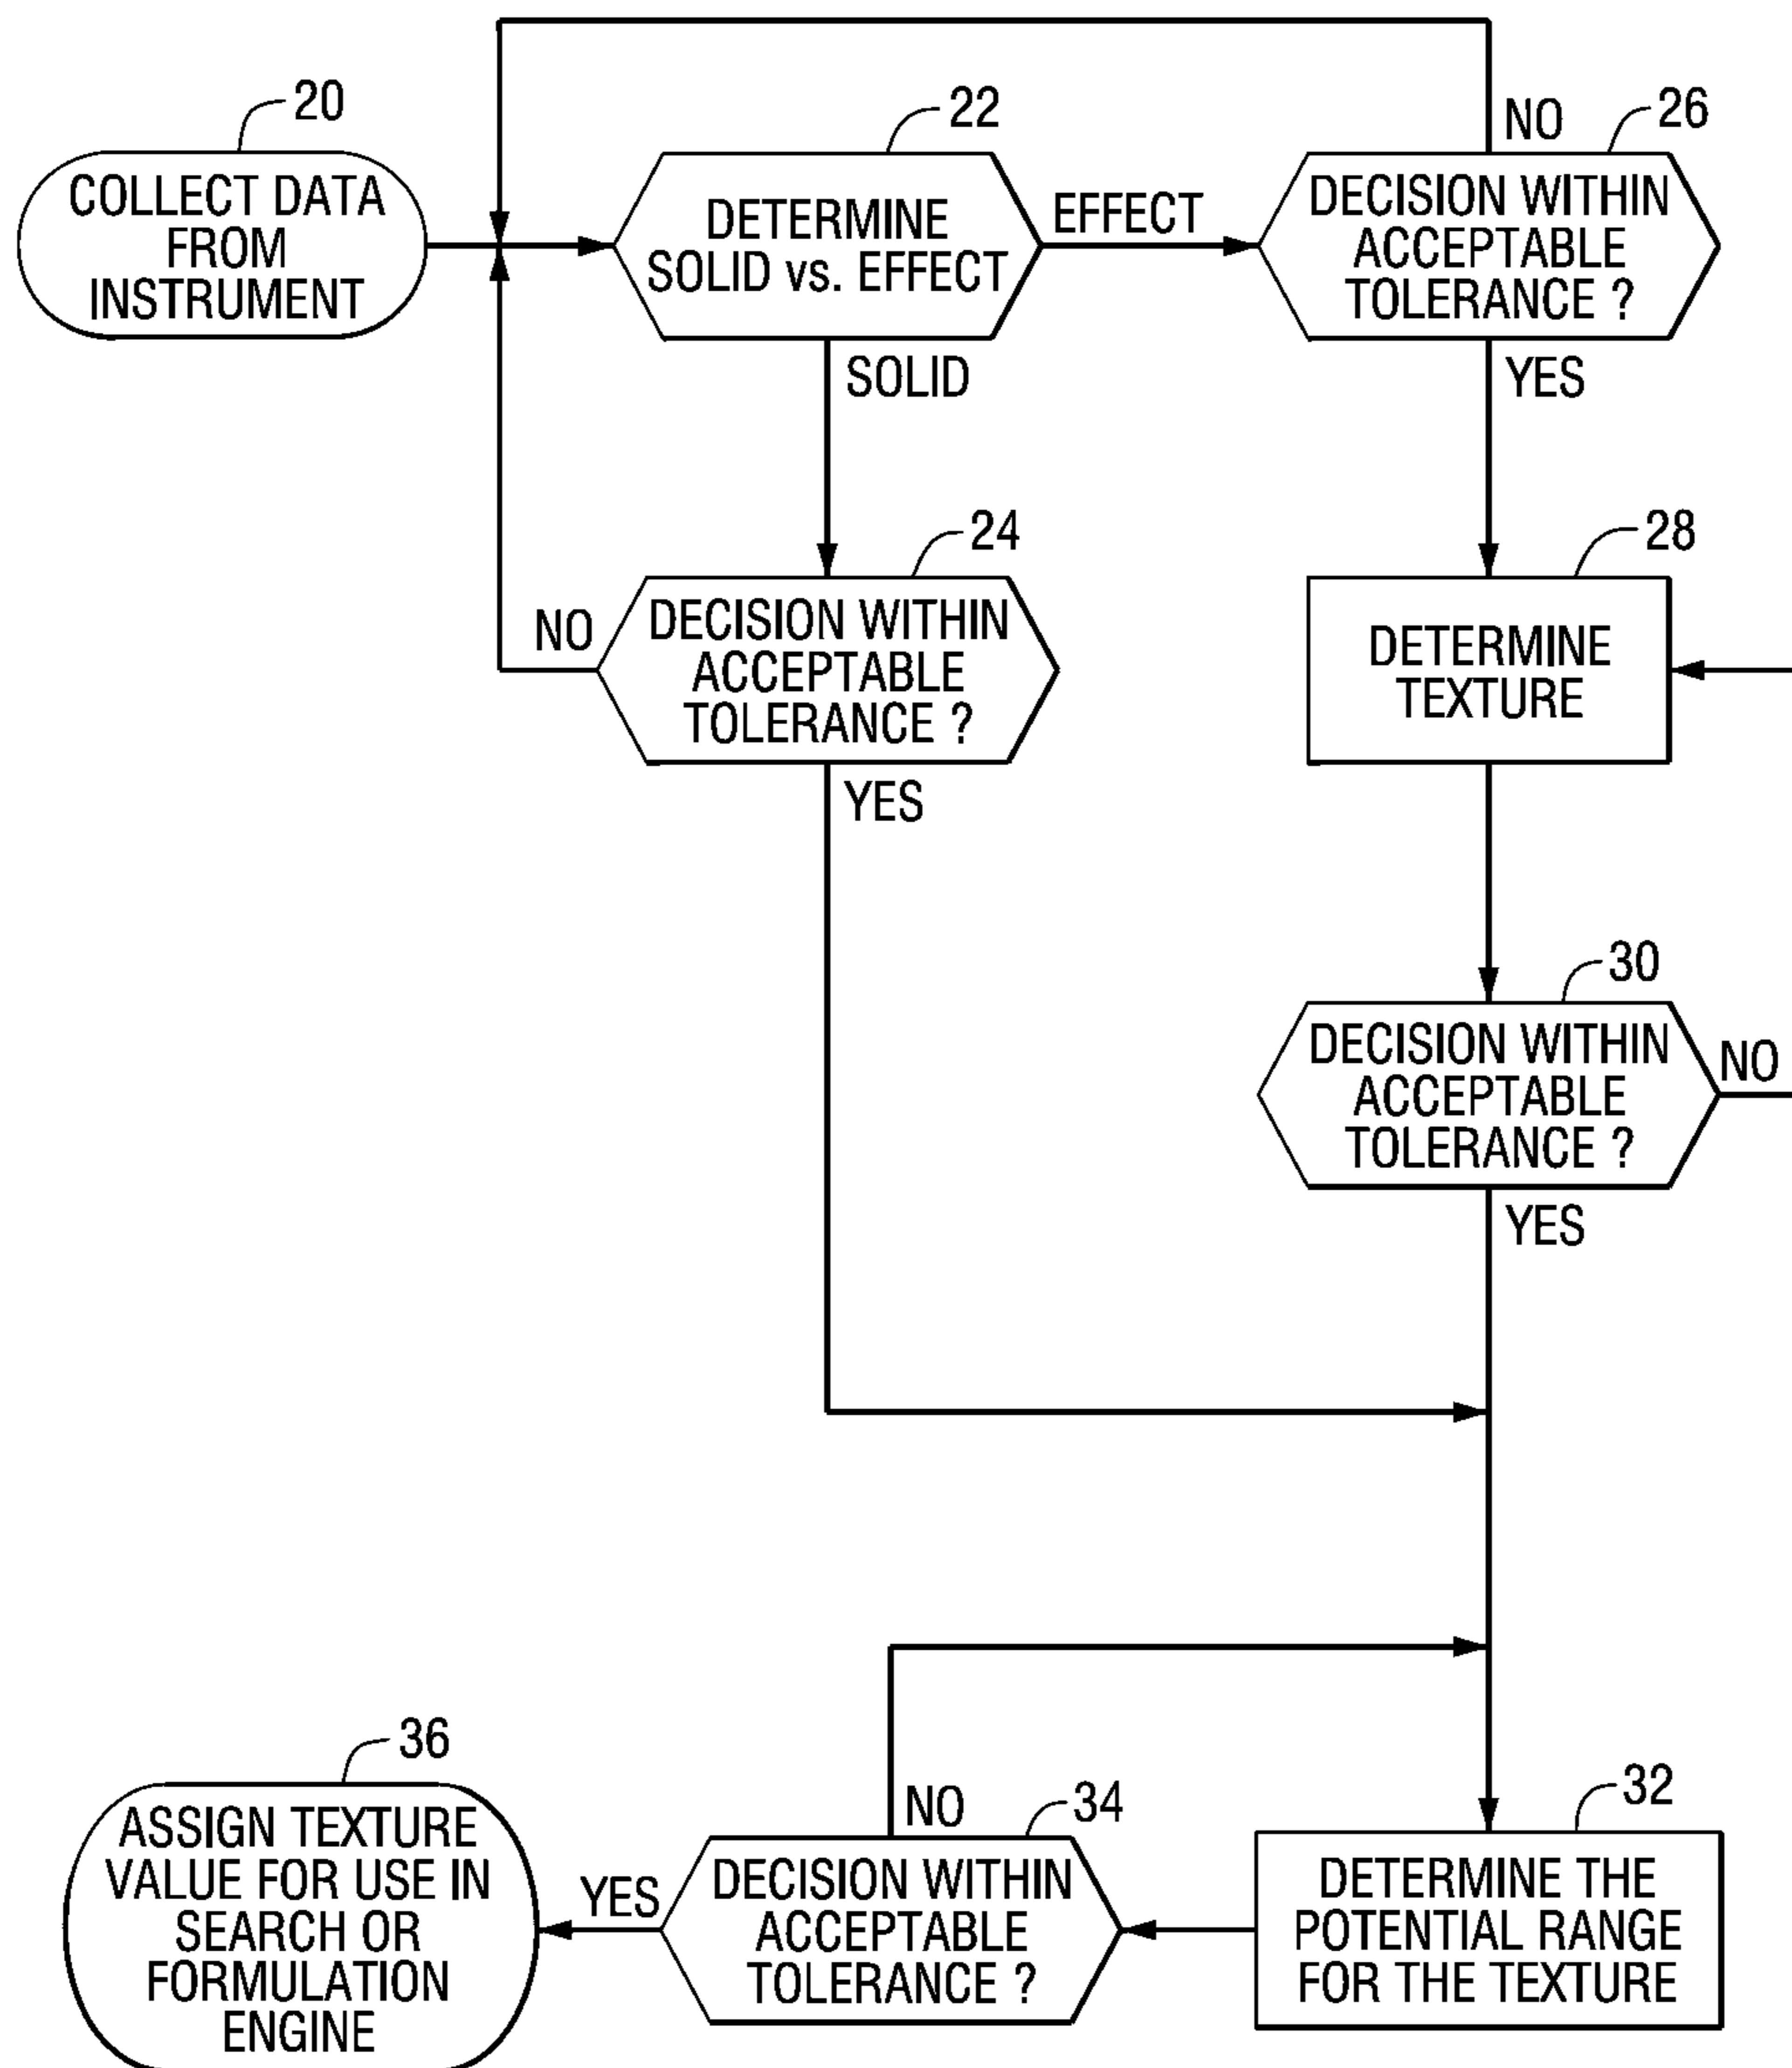 20
COLLECT DATA
FROM
INSTRUMENT
22
DETERMINE
SOLID vs. EFFECT
EFFECT
SOLID
NO
26
DECISION WITHIN
ACCEPTABLE
TOLERANCE ?
YES
24
NO
DECISION WITHIN
ACCEPTABLE
TOLERANCE ?
YES
28
DETERMINE
TEXTURE
30
DECISION WITHIN
ACCEPTABLE
TOLERANCE ?
NO
YES
32
DETERMINE THE
POTENTIAL RANGE
FOR THE TEXTURE
34
NO
DECISION WITHIN
ACCEPTABLE
TOLERANCE ?
YES
36
ASSIGN TEXTURE
VALUE FOR USE IN
SEARCH OR
FORMULATION
ENGINE